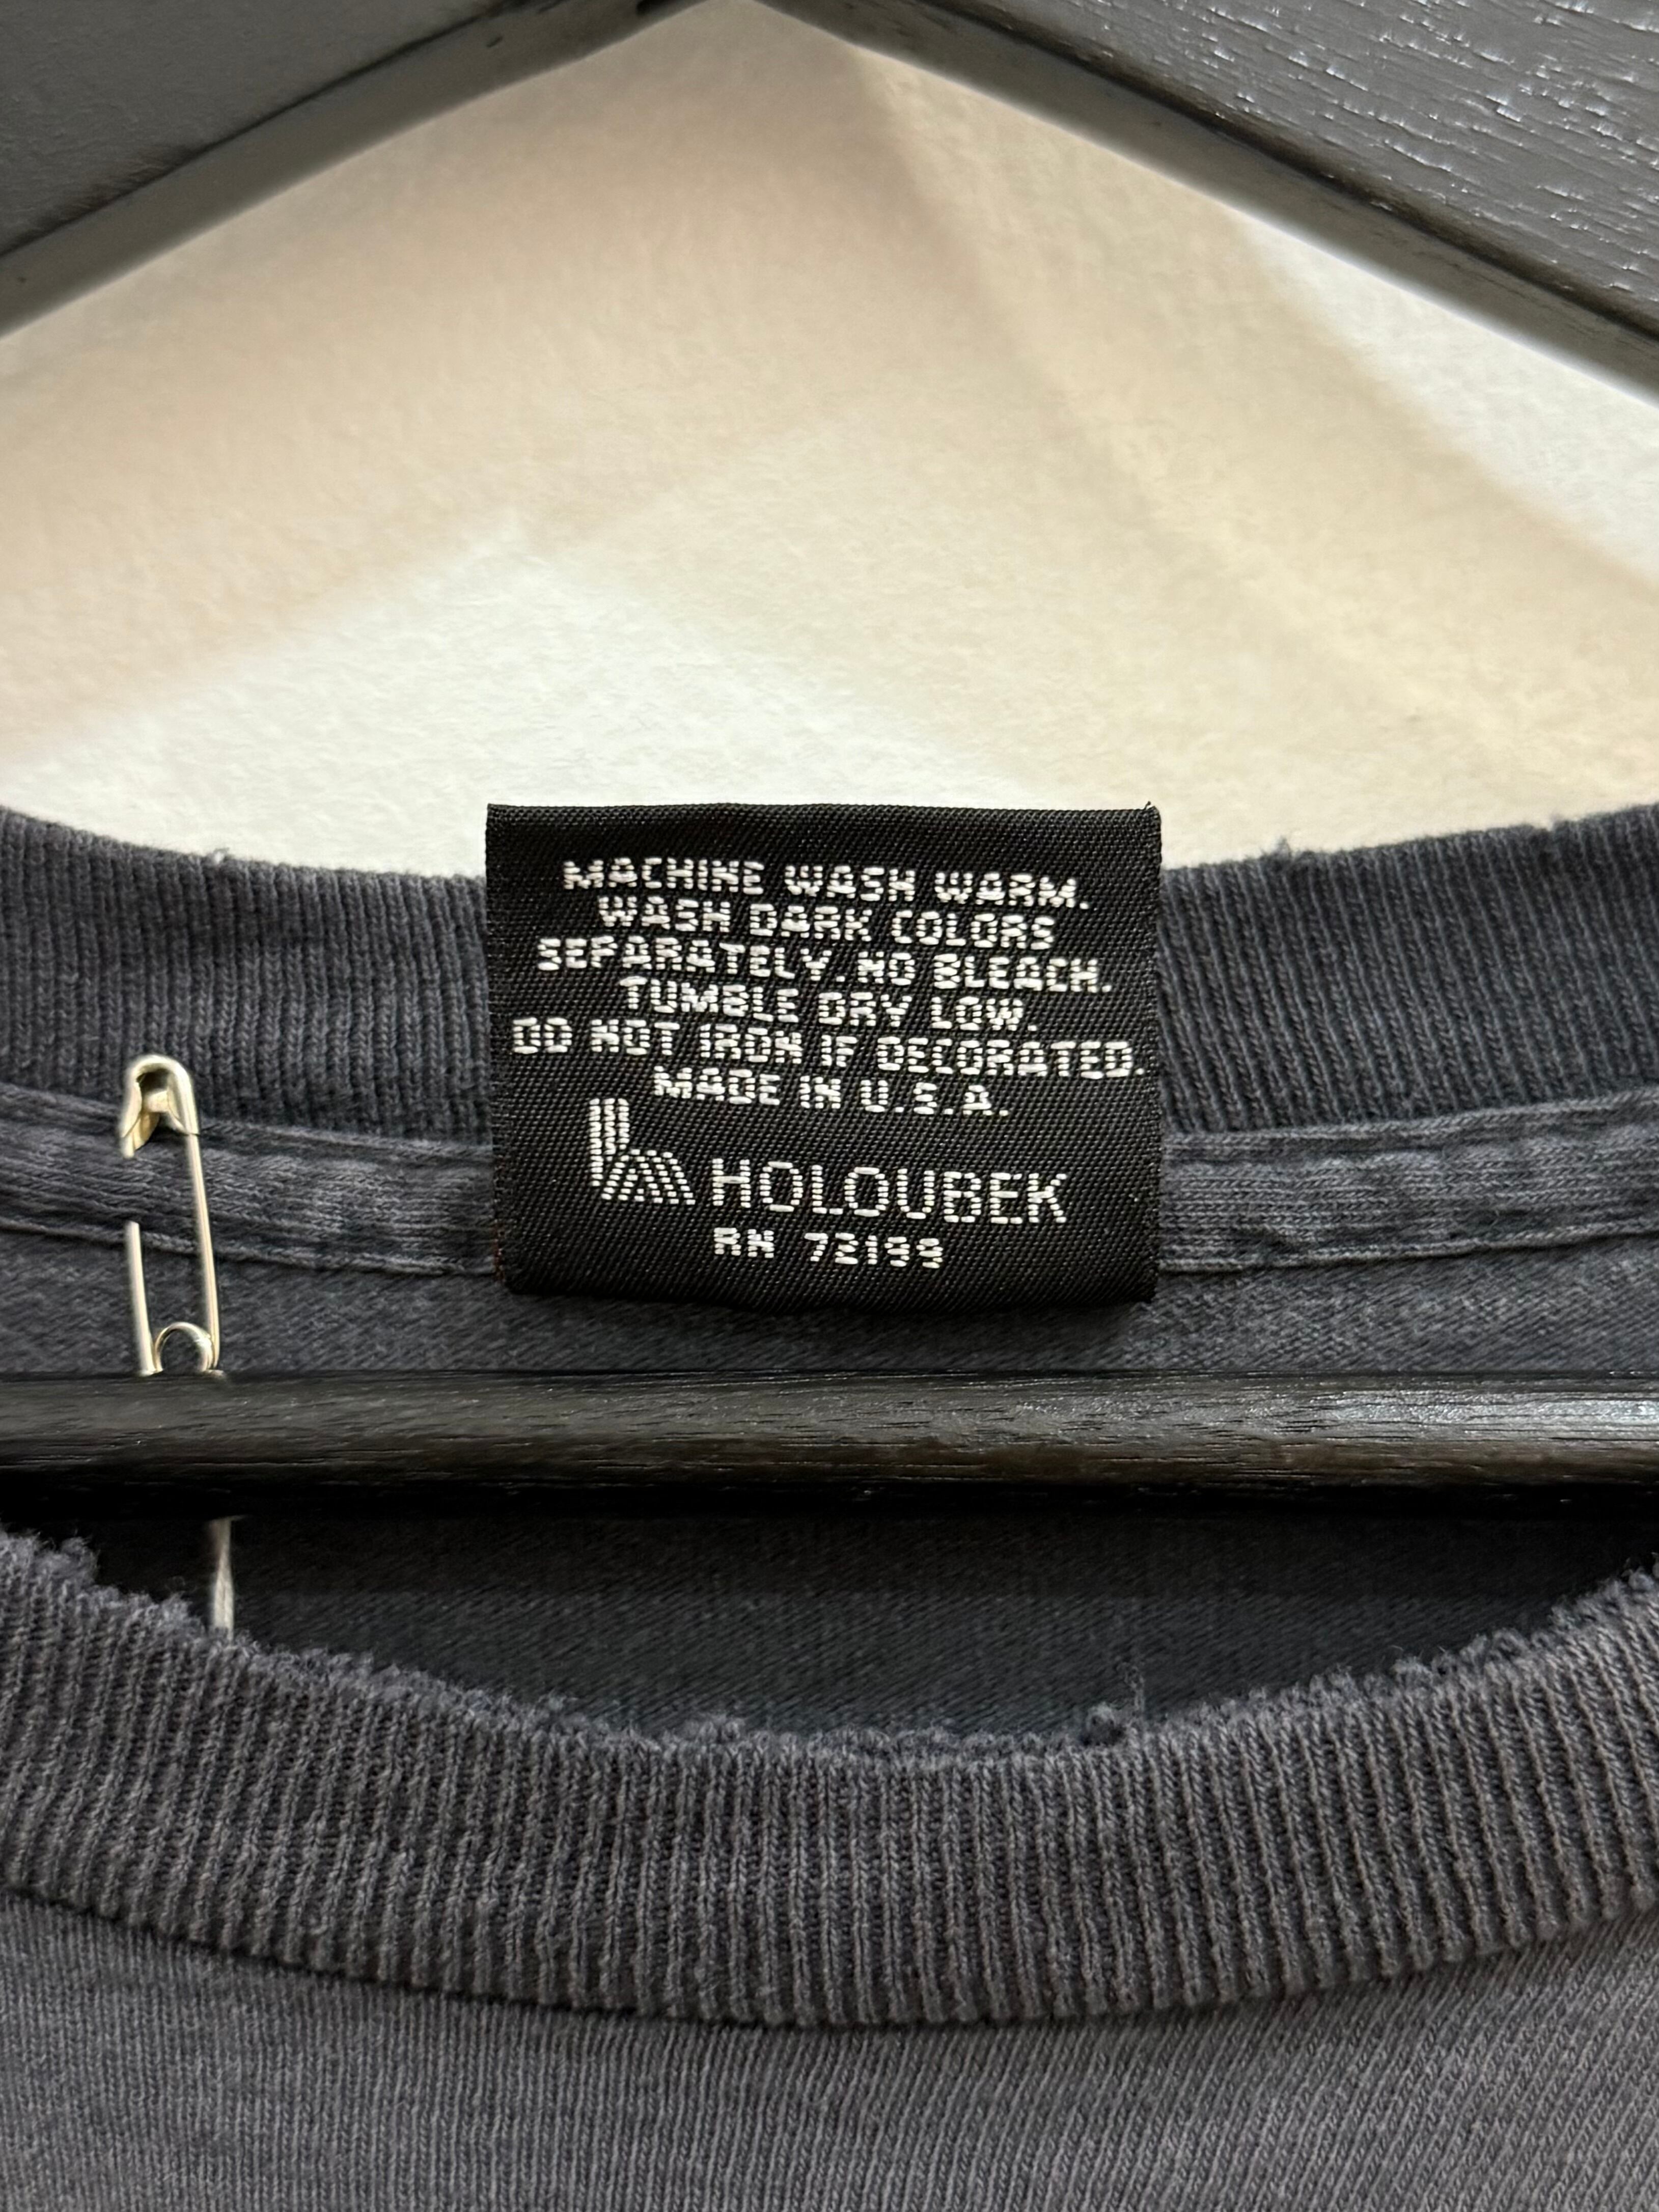 MACHINE WASH WARM.
WASH DARK COLORS
SEPARATELY. NO BLEACH.
TUMBLE DRY LOW.
DO NOT IRON IF DECORATED.
MADE IN U.S.A.
HOLOUBEK
RN 72199